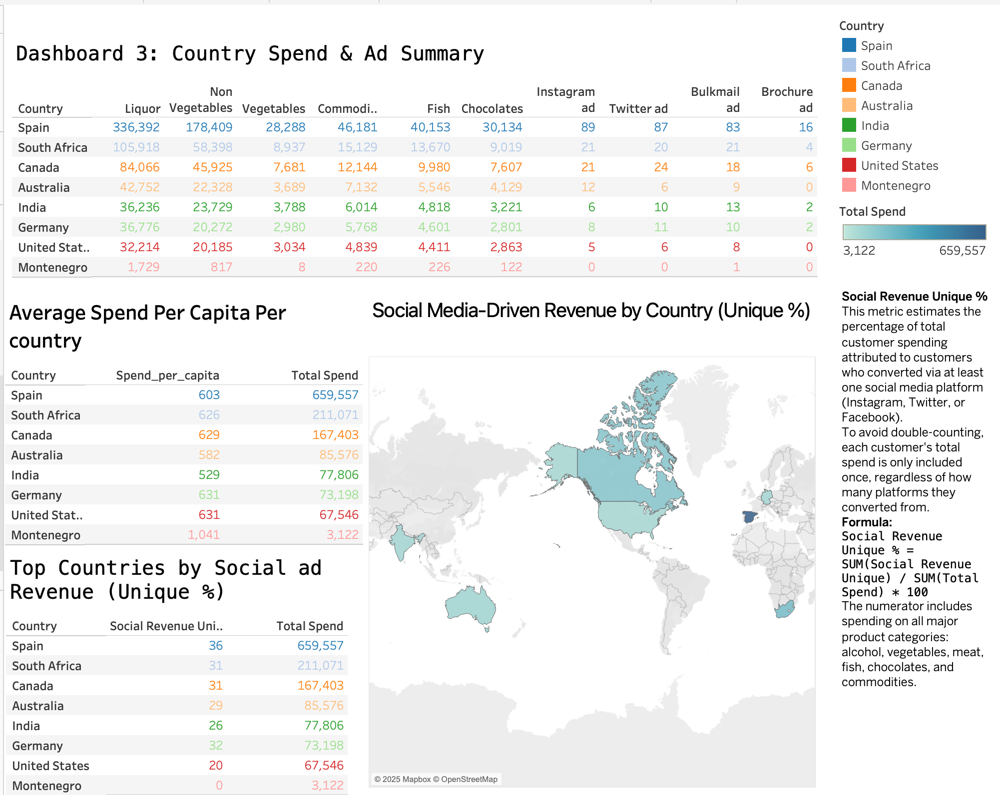 Dashboard 3: Country Spend & Ad Summary
Country Liquor Non Vegetables Vegetables Commodi.. Fish Chocolates Instagram ad Twitter ad Bulkmail ad Brochure ad
Spain 336,392 178,409 28,288 46,181 40,153 30,134 89 87 83 16
South Africa 105,918 58,398 8,937 15,129 13,670 9,019 21 20 21 4
Canada 84,066 45,925 7,681 12,144 9,980 7,607 21 24 18 6
Australia 42,752 22,328 3,689 7,132 5,546 4,129 12 6 9 0
India 36,236 23,729 3,788 6,014 4,818 3,221 6 10 13 2
Germany 36,776 20,272 2,980 5,768 4,601 2,801 8 11 10 2
United Stat.. 32,214 20,185 3,034 4,839 4,411 2,863 5 6 8 0
Montenegro 1,729 817 8 220 226 122 0 0 1 0
Average Spend Per Capita Per
country
Country Spend_per_capita Total Spend
Spain 603 659,557
South Africa 626 211,071
Canada 629 167,403
Australia 582 85,576
India 529 77,806
Germany 631 73,198
United Stat.. 631 67,546
Montenegro 1,041 3,122
Top Countries by Social ad
Revenue (Unique %)
Country Social Revenue Uni.. Total Spend
Spain 36 659,557
South Africa 31 211,071
Canada 31 167,403
Australia 29 85,576
India 26 77,806
Germany 32 73,198
United States 20 67,546
Montenegro 0 3,122
Social Media-Driven Revenue by Country (Unique %)
© 2025 Mapbox © OpenStreetMap
Country
Spain
South Africa
Canada
Australia
India
Germany
United States
Montenegro
Total Spend
3,122 659,557
Social Revenue Unique %
This metric estimates the
percentage of total
customer spending
attributed to customers
who converted via at least
one social media platform
(Instagram, Twitter, or
Facebook).
To avoid double-counting,
each customer's total
spend is only included
once, regardless of how
many platforms they
converted from.
Formula:
Social Revenue
Unique % =
SUM(Social Revenue
Unique) / SUM(Total
Spend) * 100
The numerator includes
spending on all major
product categories:
alcohol, vegetables, meat,
fish, chocolates, and
commodities.